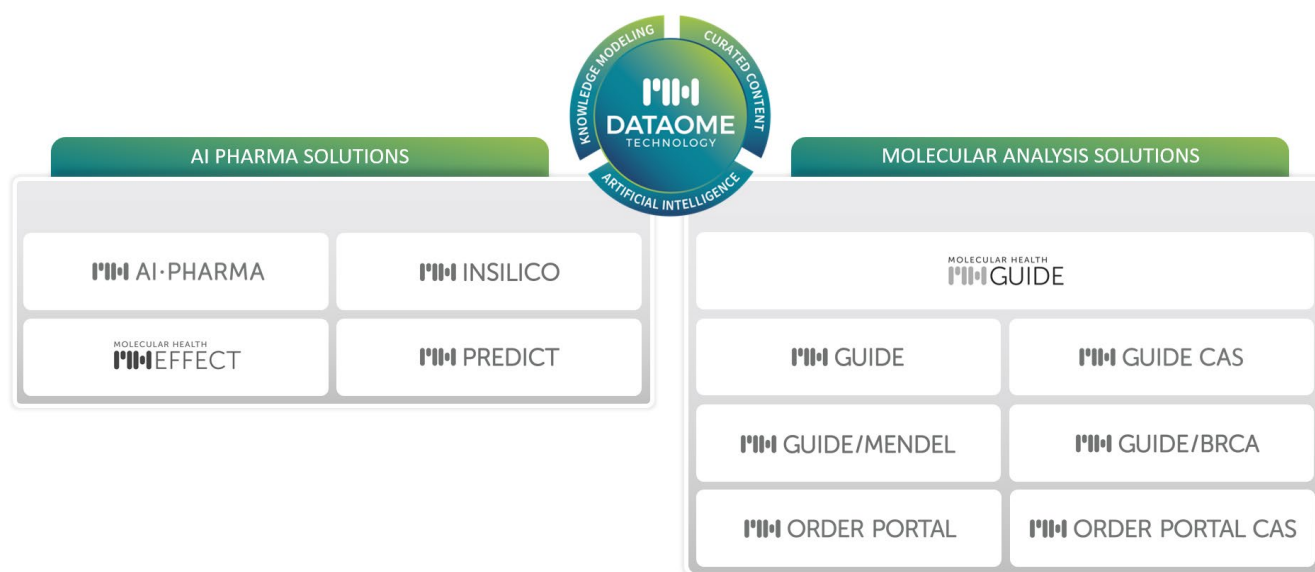 KNOWLEDGE MODELING
CURATED CONTENT
ARTIFICIAL INTELLIGENCE
DATAOME
TECHNOLOGY
AI PHARMA SOLUTIONS
AI·PHARMA
INSILICO
MOLECULAR HEALTH
EFFECT
PREDICT
MOLECULAR ANALYSIS SOLUTIONS
MOLECULAR HEALTH
GUIDE
GUIDE
GUIDE CAS
GUIDE/MENDEL
GUIDE/BRCA
ORDER PORTAL
ORDER PORTAL CAS